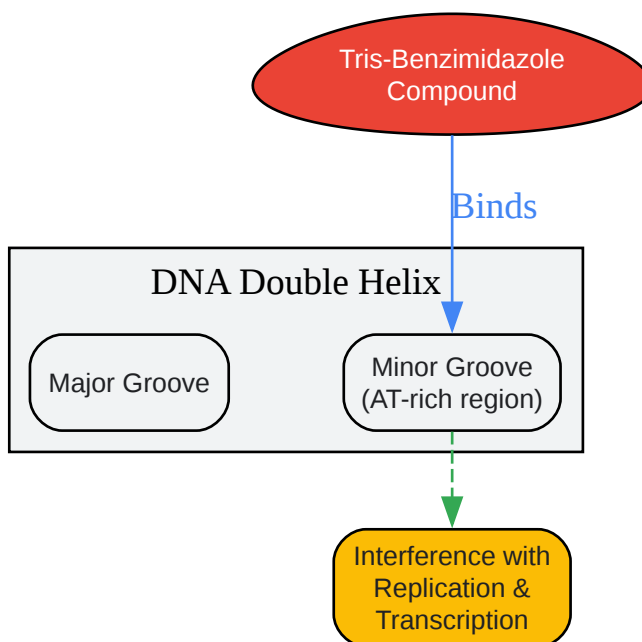 Tris-Benzimidazole
Compound
Binds
DNA Double Helix
Major Groove
Minor Groove
(AT-rich region)
Interference with
Replication &
Transcription